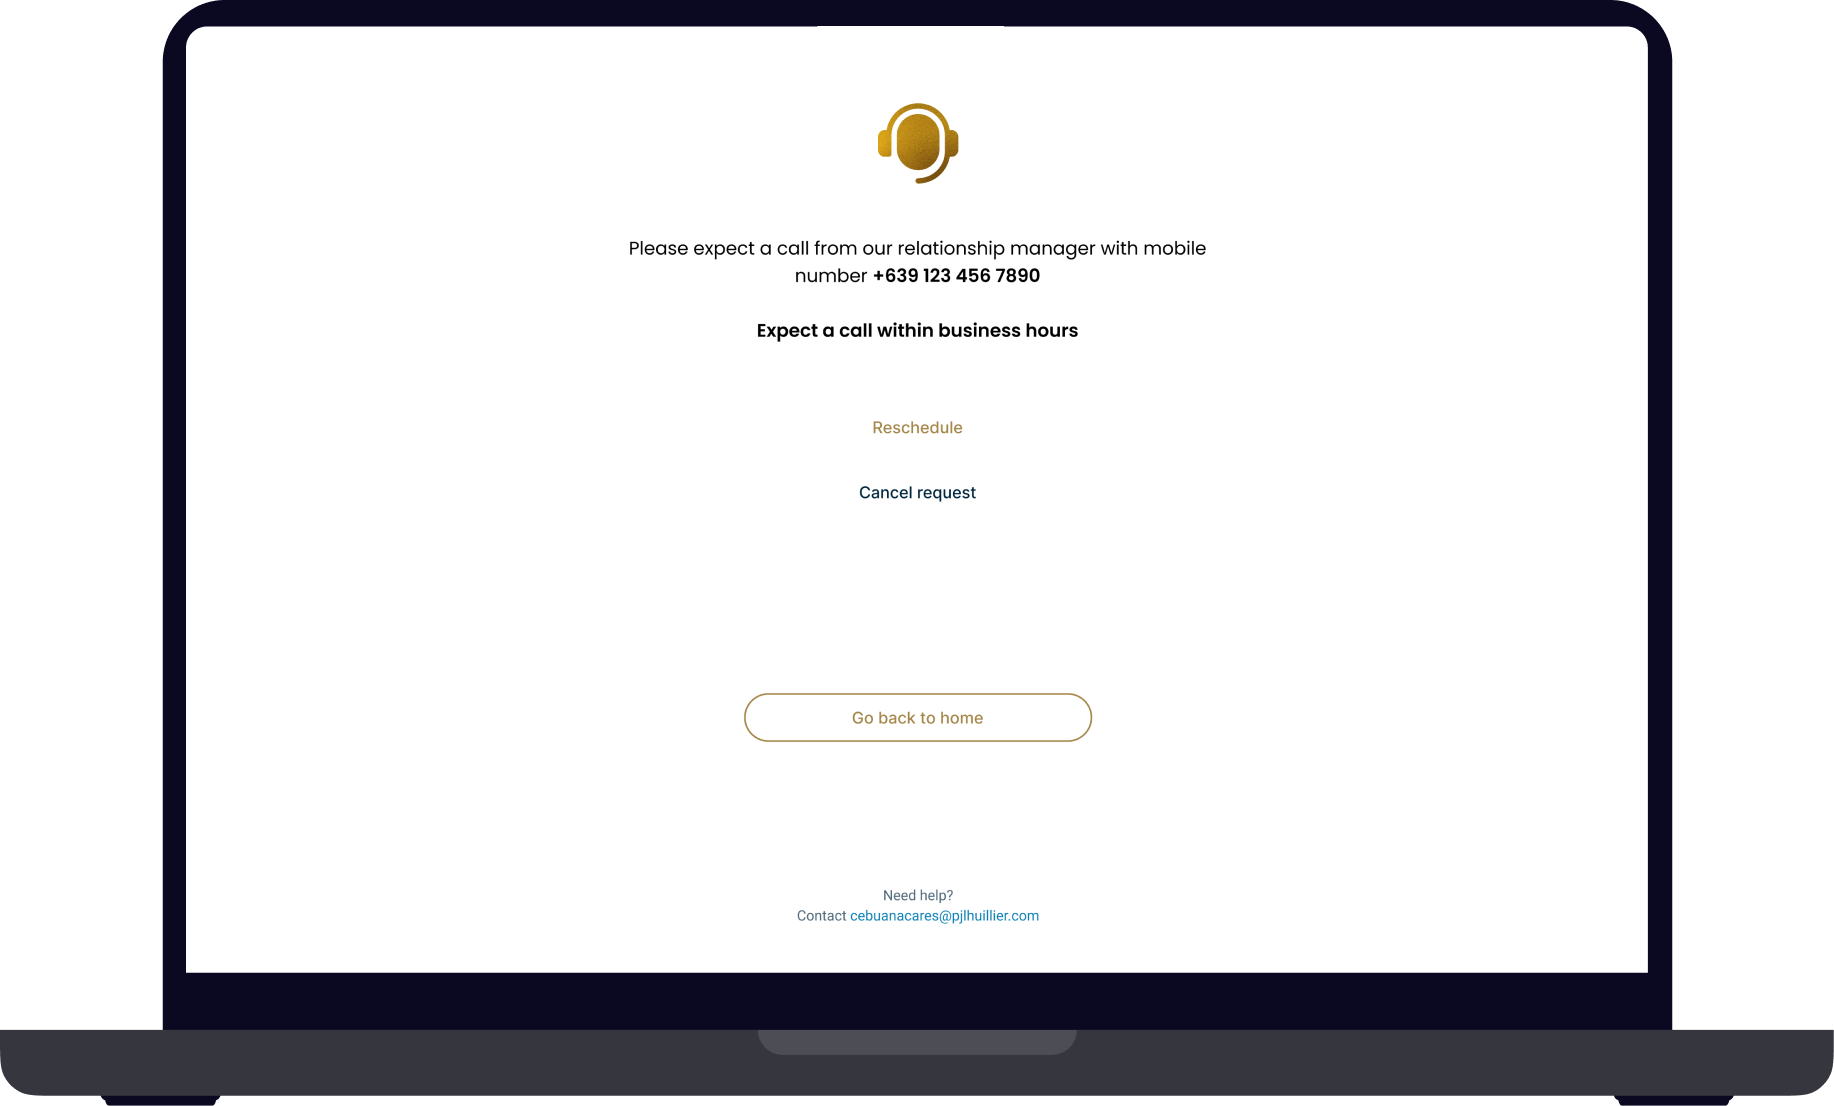 Please expect a call from our relationship manager with mobile
number +639 123 456 7890
Expect a call within business hours
Reschedule
Cancel request
Go back to home
Need help?
Contact cebuanacares@pjlhuillier.com